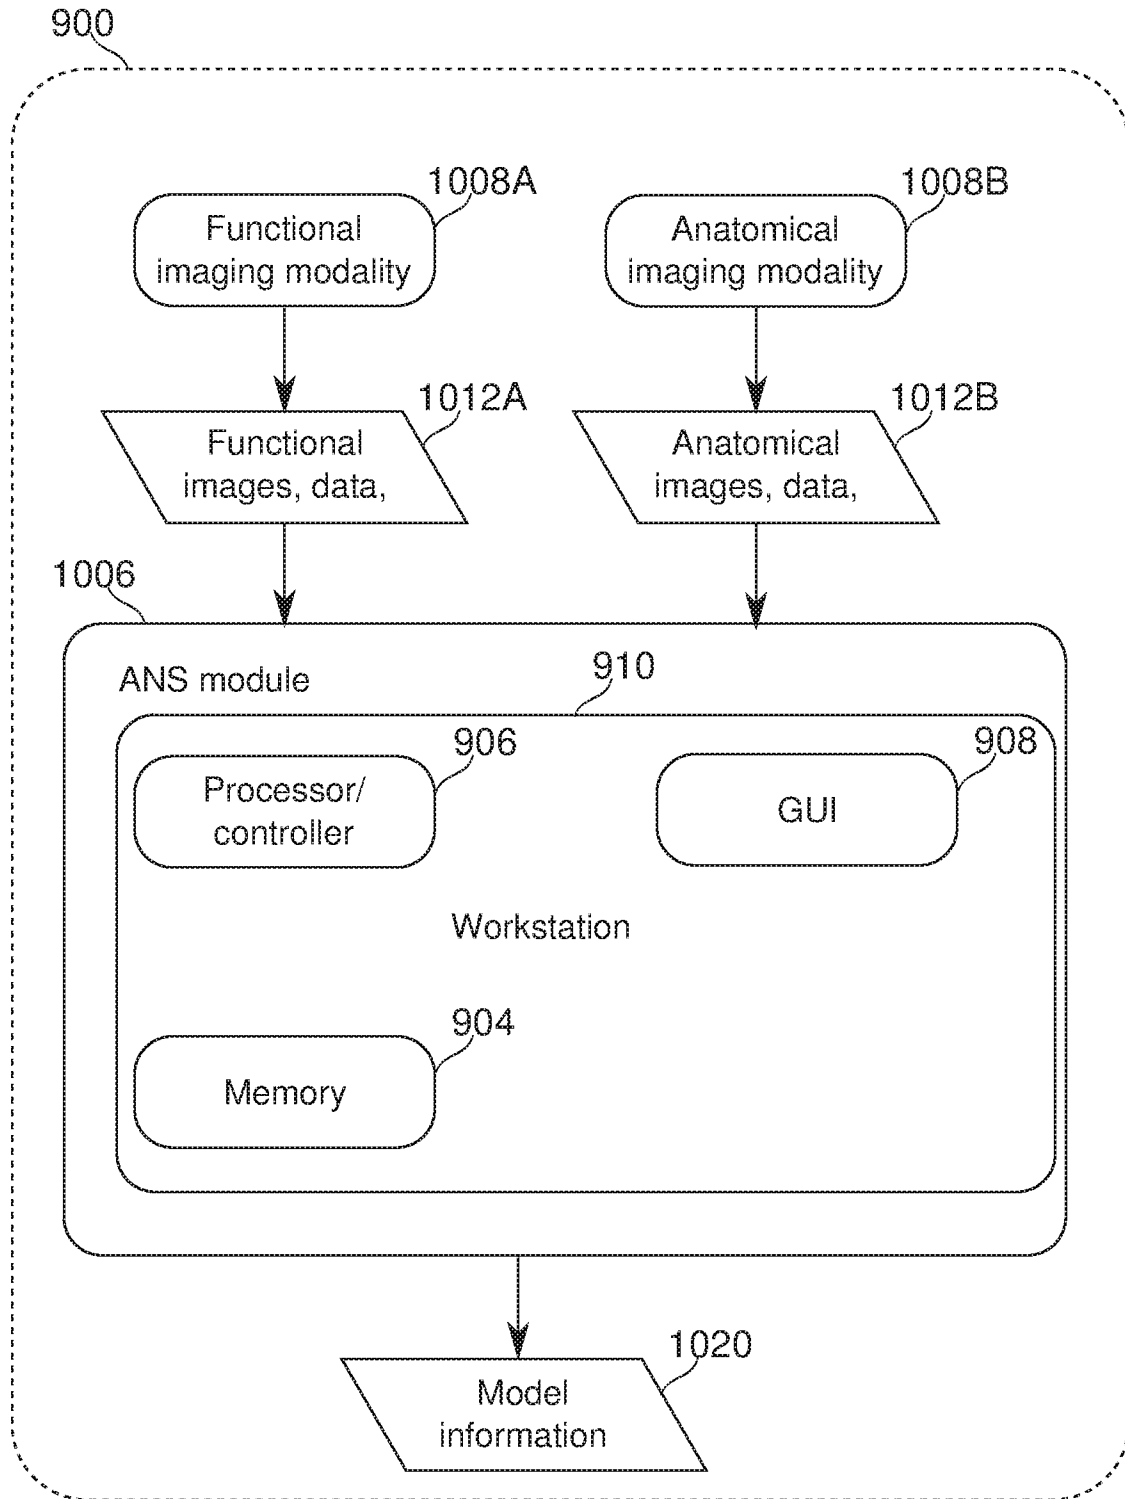 900
1008A
1008B
Functional
imaging modality
Anatomical
imaging modality
1012A
1012B
Functional
images, data,
Anatomical
images, data,
1006
ANS module
910
906
908
Processor/
controller
GUI
Workstation
904
Memory
1020
Model
information